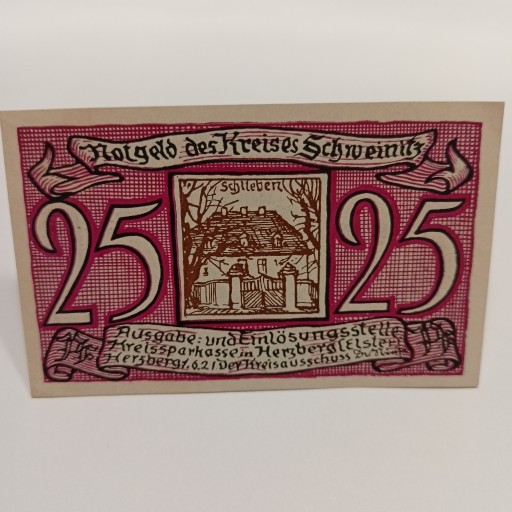 Notgeld des Kreises Schweinitz
Schlieben
25 25
Ausgabe- und Einlösungsstelle
Kreissparkasse in Herzberg (Elster)
Herzberg 1.6.21 Der Kreisausschuss